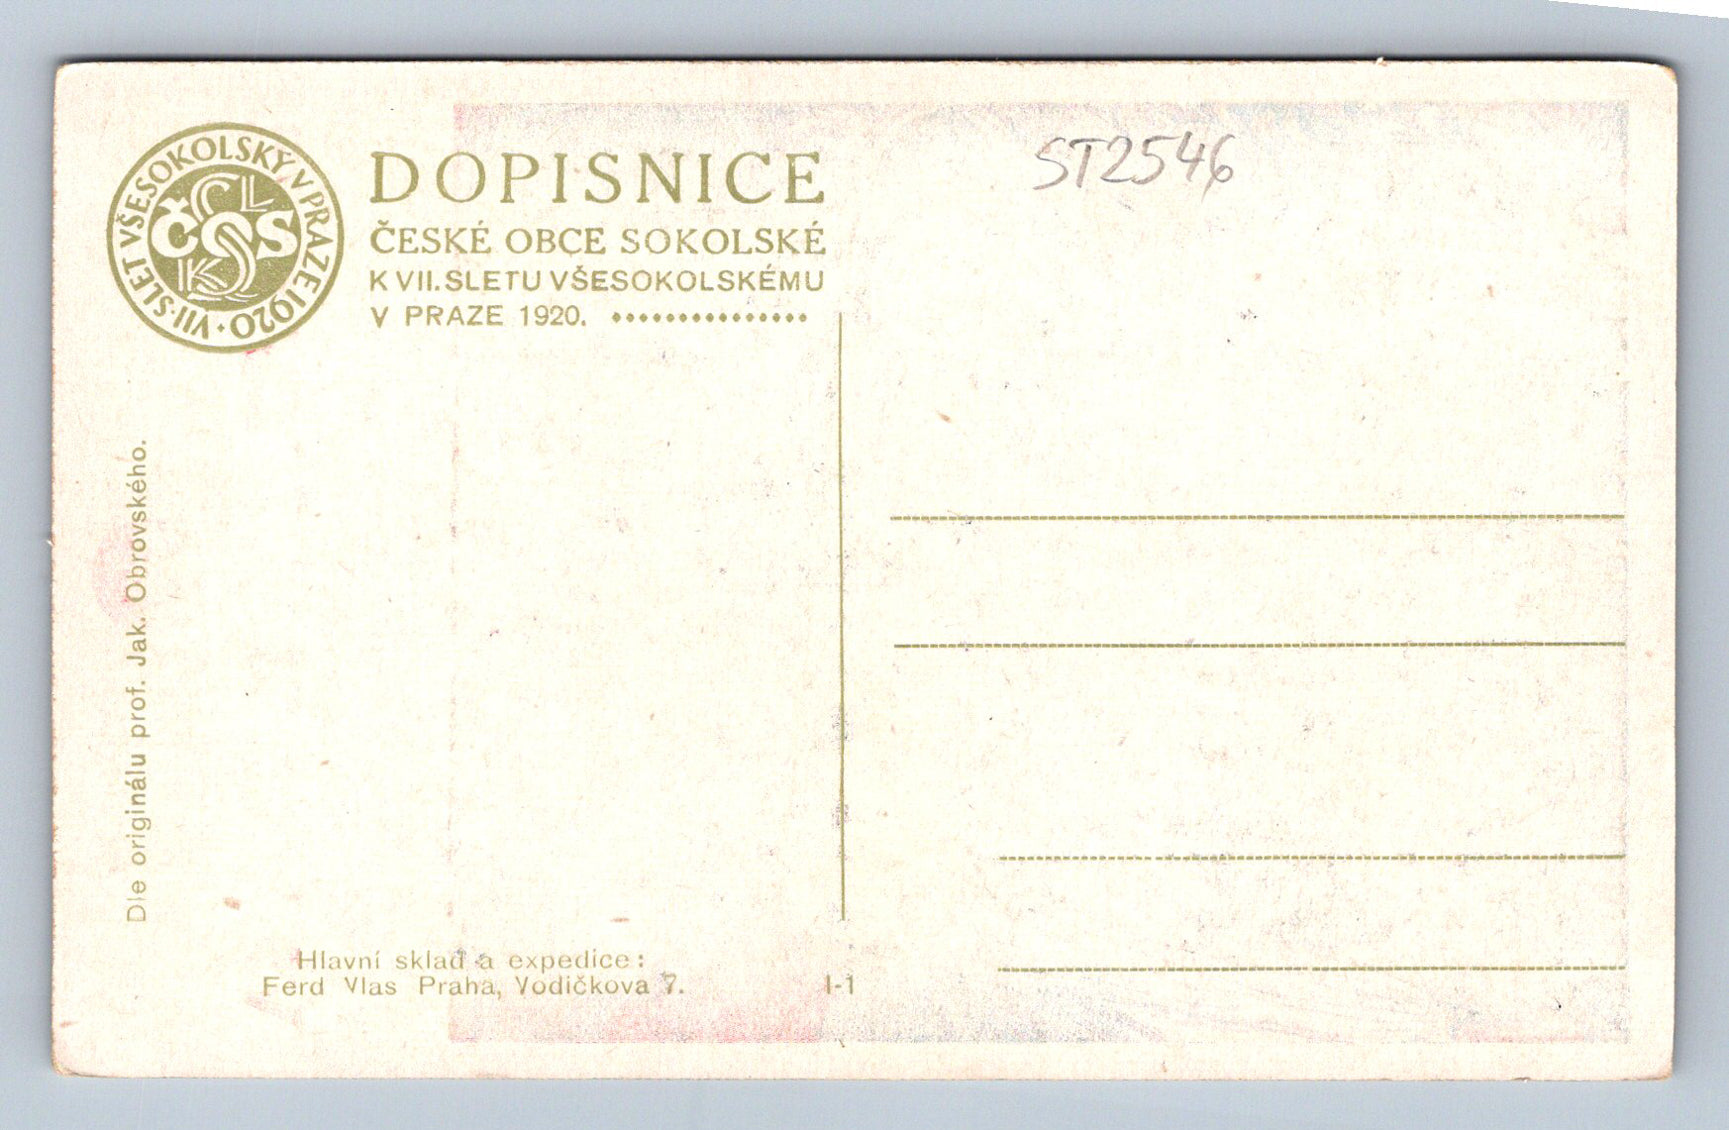 VII. SLET VŠESOKOLSKÝ V PRAZE 1920 ·
ČOS
DOPISNICE
ČESKÉ OBCE SOKOLSKÉ
K VII. SLETU VŠESOKOLSKÉMU
V PRAZE 1920. ...............
ST2546
Dle originálu prof. Jak. Obrovského.
Hlavní sklad a expedice:
Ferd Vlas Praha, Vodičkova 7.
I-1